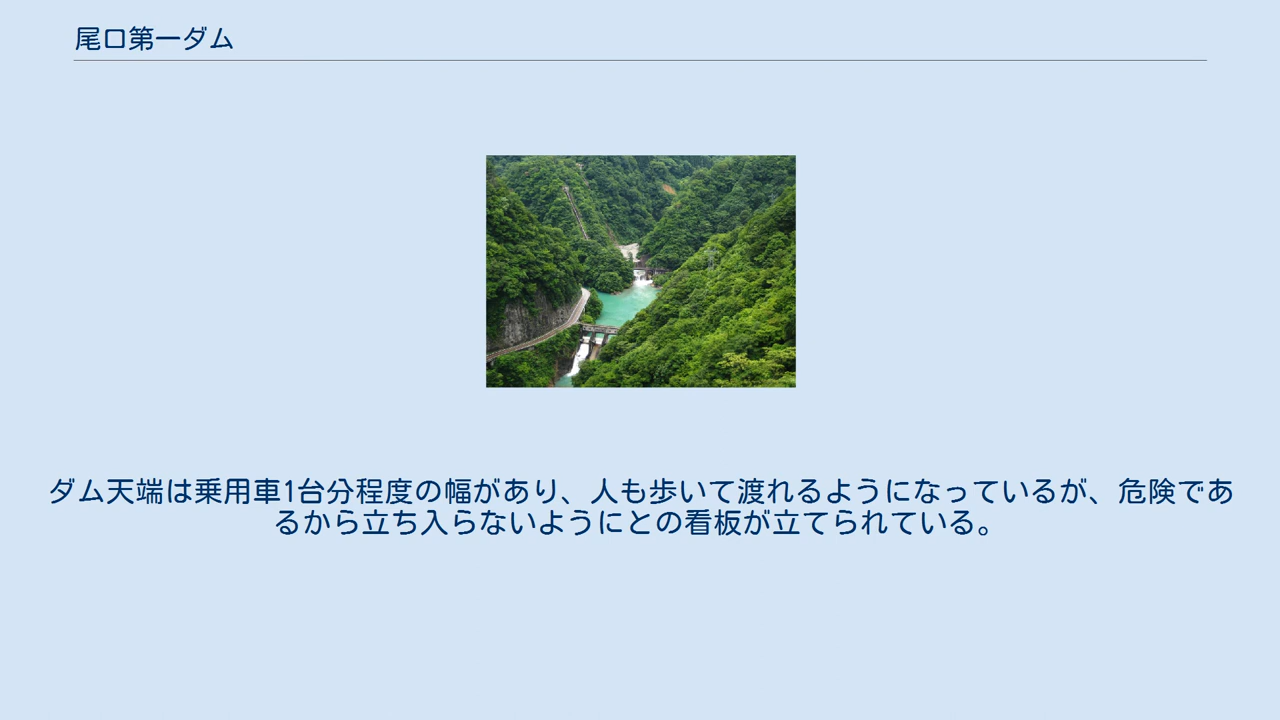 尾口第一ダム
ダム天端は乗用車1台分程度の幅があり、人も歩いて渡れるようになっているが、危険であ
るから立ち入らないようにとの看板が立てられている。